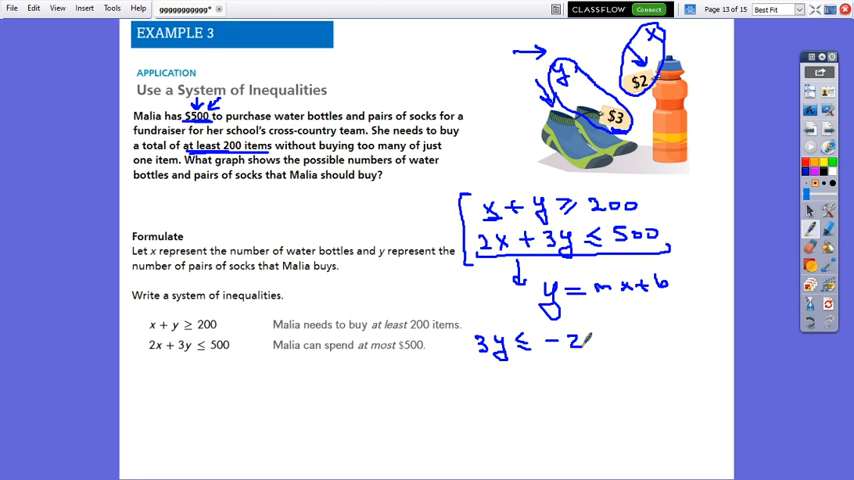 File Edit View Insert Tools Help
ggggggggggg*
CLASSFLOW Connect
Page 13 of 15
Best Fit
EXAMPLE 3
APPLICATION
Use a System of Inequalities
Malia has $500 to purchase water bottles and pairs of socks for a
fundraiser for her school's cross-country team. She needs to buy
a total of at least 200 items without buying too many of just
one item. What graph shows the possible numbers of water
bottles and pairs of socks that Malia should buy?
y
$3
x
$2
x + y ≥ 200
2x + 3y ≤ 500
y = mx + b
3y ≤ -2
Formulate
Let x represent the number of water bottles and y represent the
number of pairs of socks that Malia buys.
Write a system of inequalities.
x + y ≥ 200 Malia needs to buy at least 200 items.
2x + 3y ≤ 500 Malia can spend at most $500.